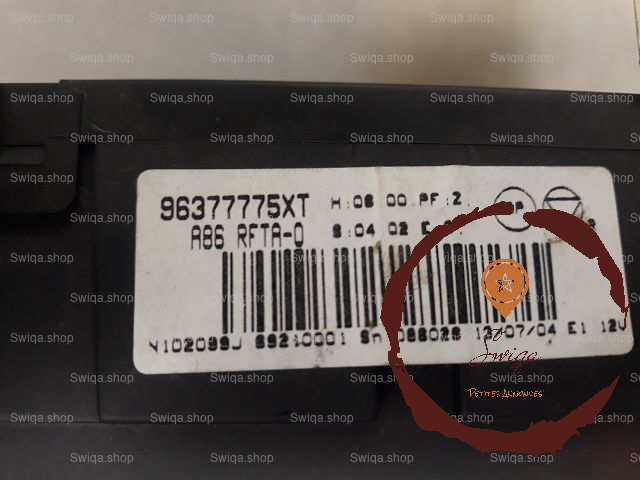 96377775XT H:06 00 PF:2
A86 RFTA-0 S:04 02
69210001 Sn 12/07/04 E1 12V
Swiqa
PETITES ANNONCES
Swiqa.shop